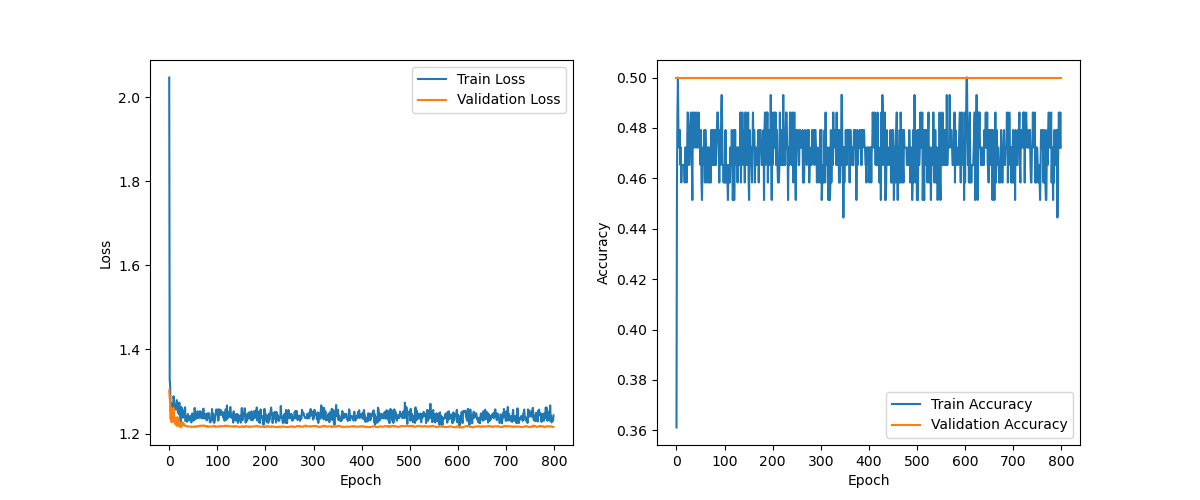 Train Loss
Validation Loss
2.0
1.8
1.6
1.4
1.2
Loss
0 100 200 300 400 500 600 700 800
Epoch
0.50
0.48
0.46
0.44
0.42
0.40
0.38
0.36
Accuracy
Train Accuracy
Validation Accuracy
0 100 200 300 400 500 600 700 800
Epoch